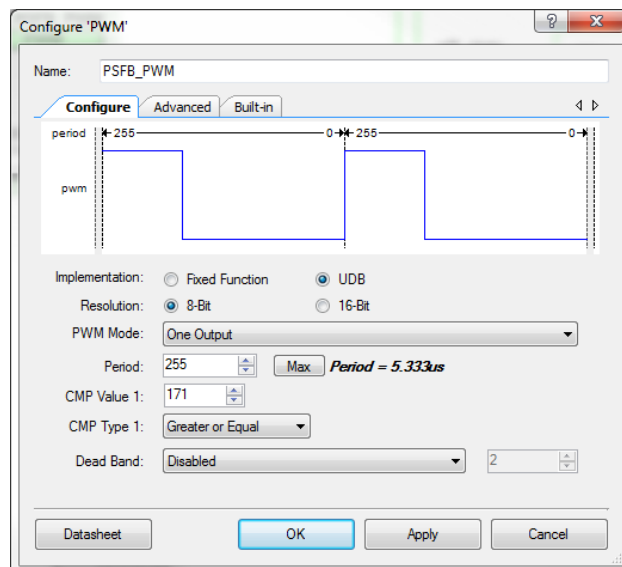 Configure 'PWM'
Name: PSFB_PWM
Configure Advanced Built-in
period 255 0 255 0
pwm
Implementation: Fixed Function UDB
Resolution: 8-Bit 16-Bit
PWM Mode: One Output
Period: 255 Max Period = 5.333us
CMP Value 1: 171
CMP Type 1: Greater or Equal
Dead Band: Disabled 2
Datasheet OK Apply Cancel